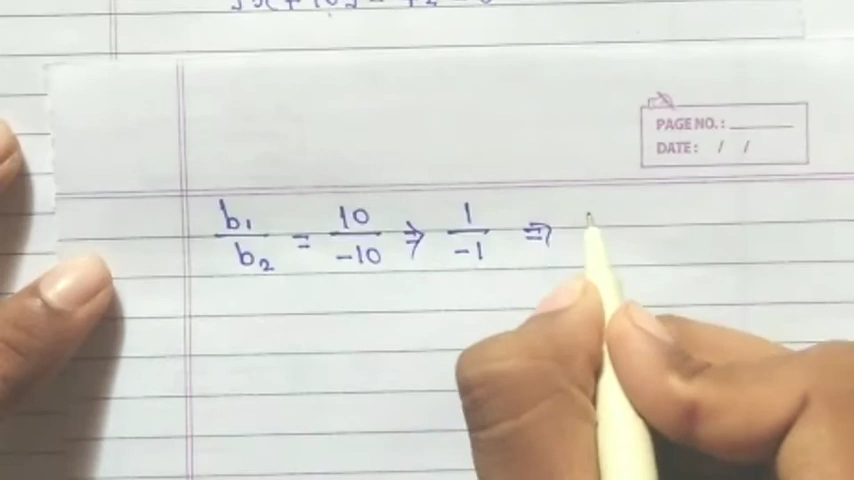 PAGE NO.:
DATE: / /
b₁/b₂ = 10/-10 ⇒ 1/-1 ⇒